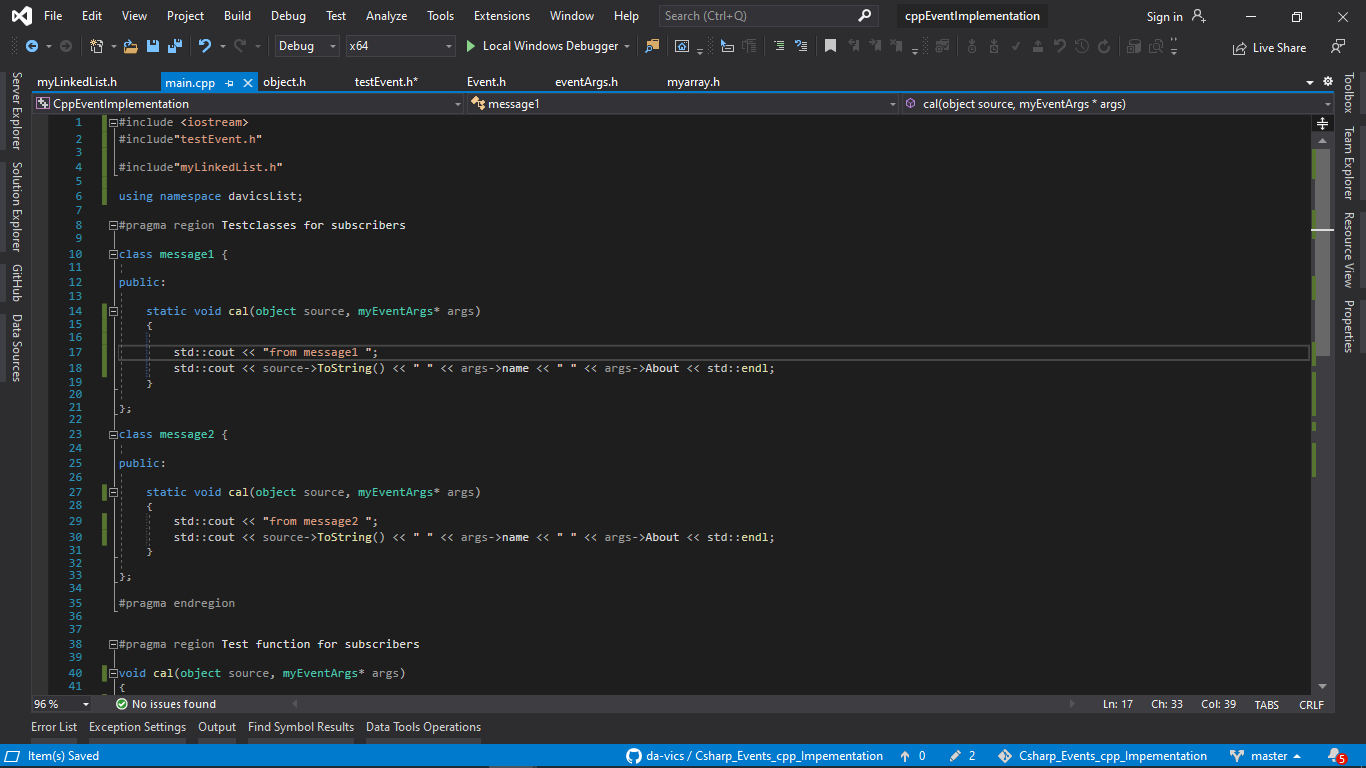 File Edit View Project Build Debug Test Analyze Tools Extensions Window Help Search (Ctrl+Q) cppEventImplementation Sign in
Debug x64 Local Windows Debugger Live Share
myLinkedList.h main.cpp object.h testEvent.h* Event.h eventArgs.h myarray.h
CppEventImplementation message1 cal(object source, myEventArgs * args)
Server Explorer
Solution Explorer
GitHub
Data Sources
1 #include <iostream>
2 #include"testEvent.h"
3
4 #include"myLinkedList.h"
5
6 using namespace davicsList;
7
8 #pragma region Testclasses for subscribers
9
10 class message1 {
11
12 public:
13
14 static void cal(object source, myEventArgs* args)
15 {
16
17 std::cout << "from message1 ";
18 std::cout << source->ToString() << " " << args->name << " " << args->About << std::endl;
19 }
20
21 };
22
23 class message2 {
24
25 public:
26
27 static void cal(object source, myEventArgs* args)
28 {
29 std::cout << "from message2 ";
30 std::cout << source->ToString() << " " << args->name << " " << args->About << std::endl;
31 }
32
33 };
34
35 #pragma endregion
36
37
38 #pragma region Test function for subscribers
39
40 void cal(object source, myEventArgs* args)
41 {
Toolbox
Team Explorer
Resource View
Properties
96 % No issues found Ln: 17 Ch: 33 Col: 39 TABS CRLF
Error List Exception Settings Output Find Symbol Results Data Tools Operations
Item(s) Saved da-vics / Csharp_Events_cpp_Impementation 0 2 Csharp_Events_cpp_Impementation master 5